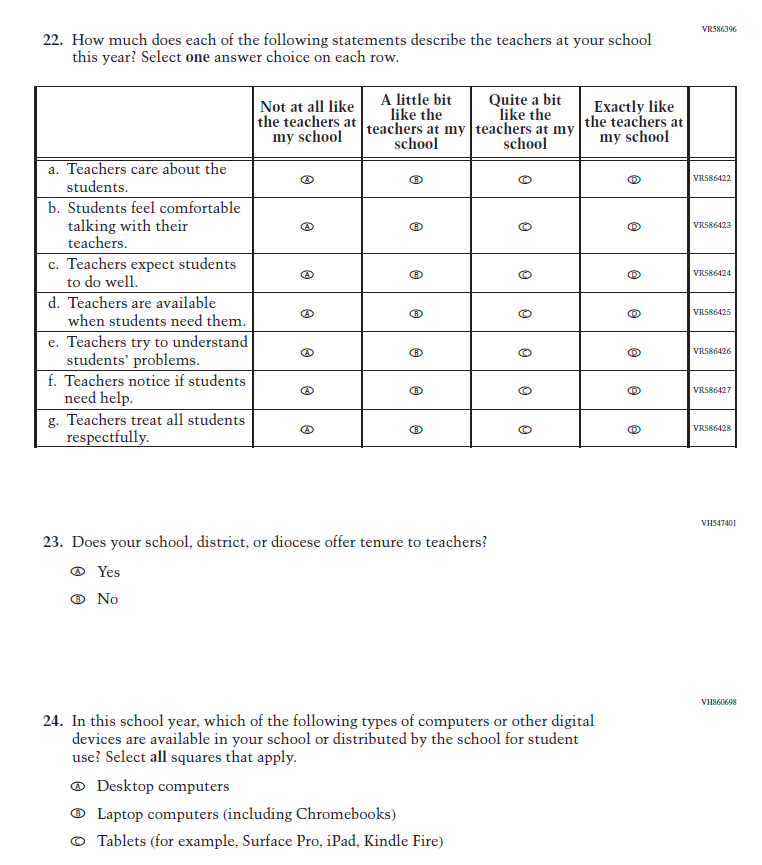 VR586396
22. How much does each of the following statements describe the teachers at your school
this year? Select one answer choice on each row.
Not at all like
the teachers at
my school
A little bit
like the
teachers at my
school
Quite a bit
like the
teachers at my
school
Exactly like
the teachers at
my school
a. Teachers care about the
students.
A B C D VR586422
b. Students feel comfortable
talking with their
teachers.
A B C D VR586423
c. Teachers expect students
to do well.
A B C D VR586424
d. Teachers are available
when students need them.
A B C D VR586425
e. Teachers try to understand
students’ problems.
A B C D VR586426
f. Teachers notice if students
need help.
A B C D VR586427
g. Teachers treat all students
respectfully.
A B C D VR586428
VH547401
23. Does your school, district, or diocese offer tenure to teachers?
A Yes
B No
VH860698
24. In this school year, which of the following types of computers or other digital
devices are available in your school or distributed by the school for student
use? Select all squares that apply.
A Desktop computers
B Laptop computers (including Chromebooks)
C Tablets (for example, Surface Pro, iPad, Kindle Fire)